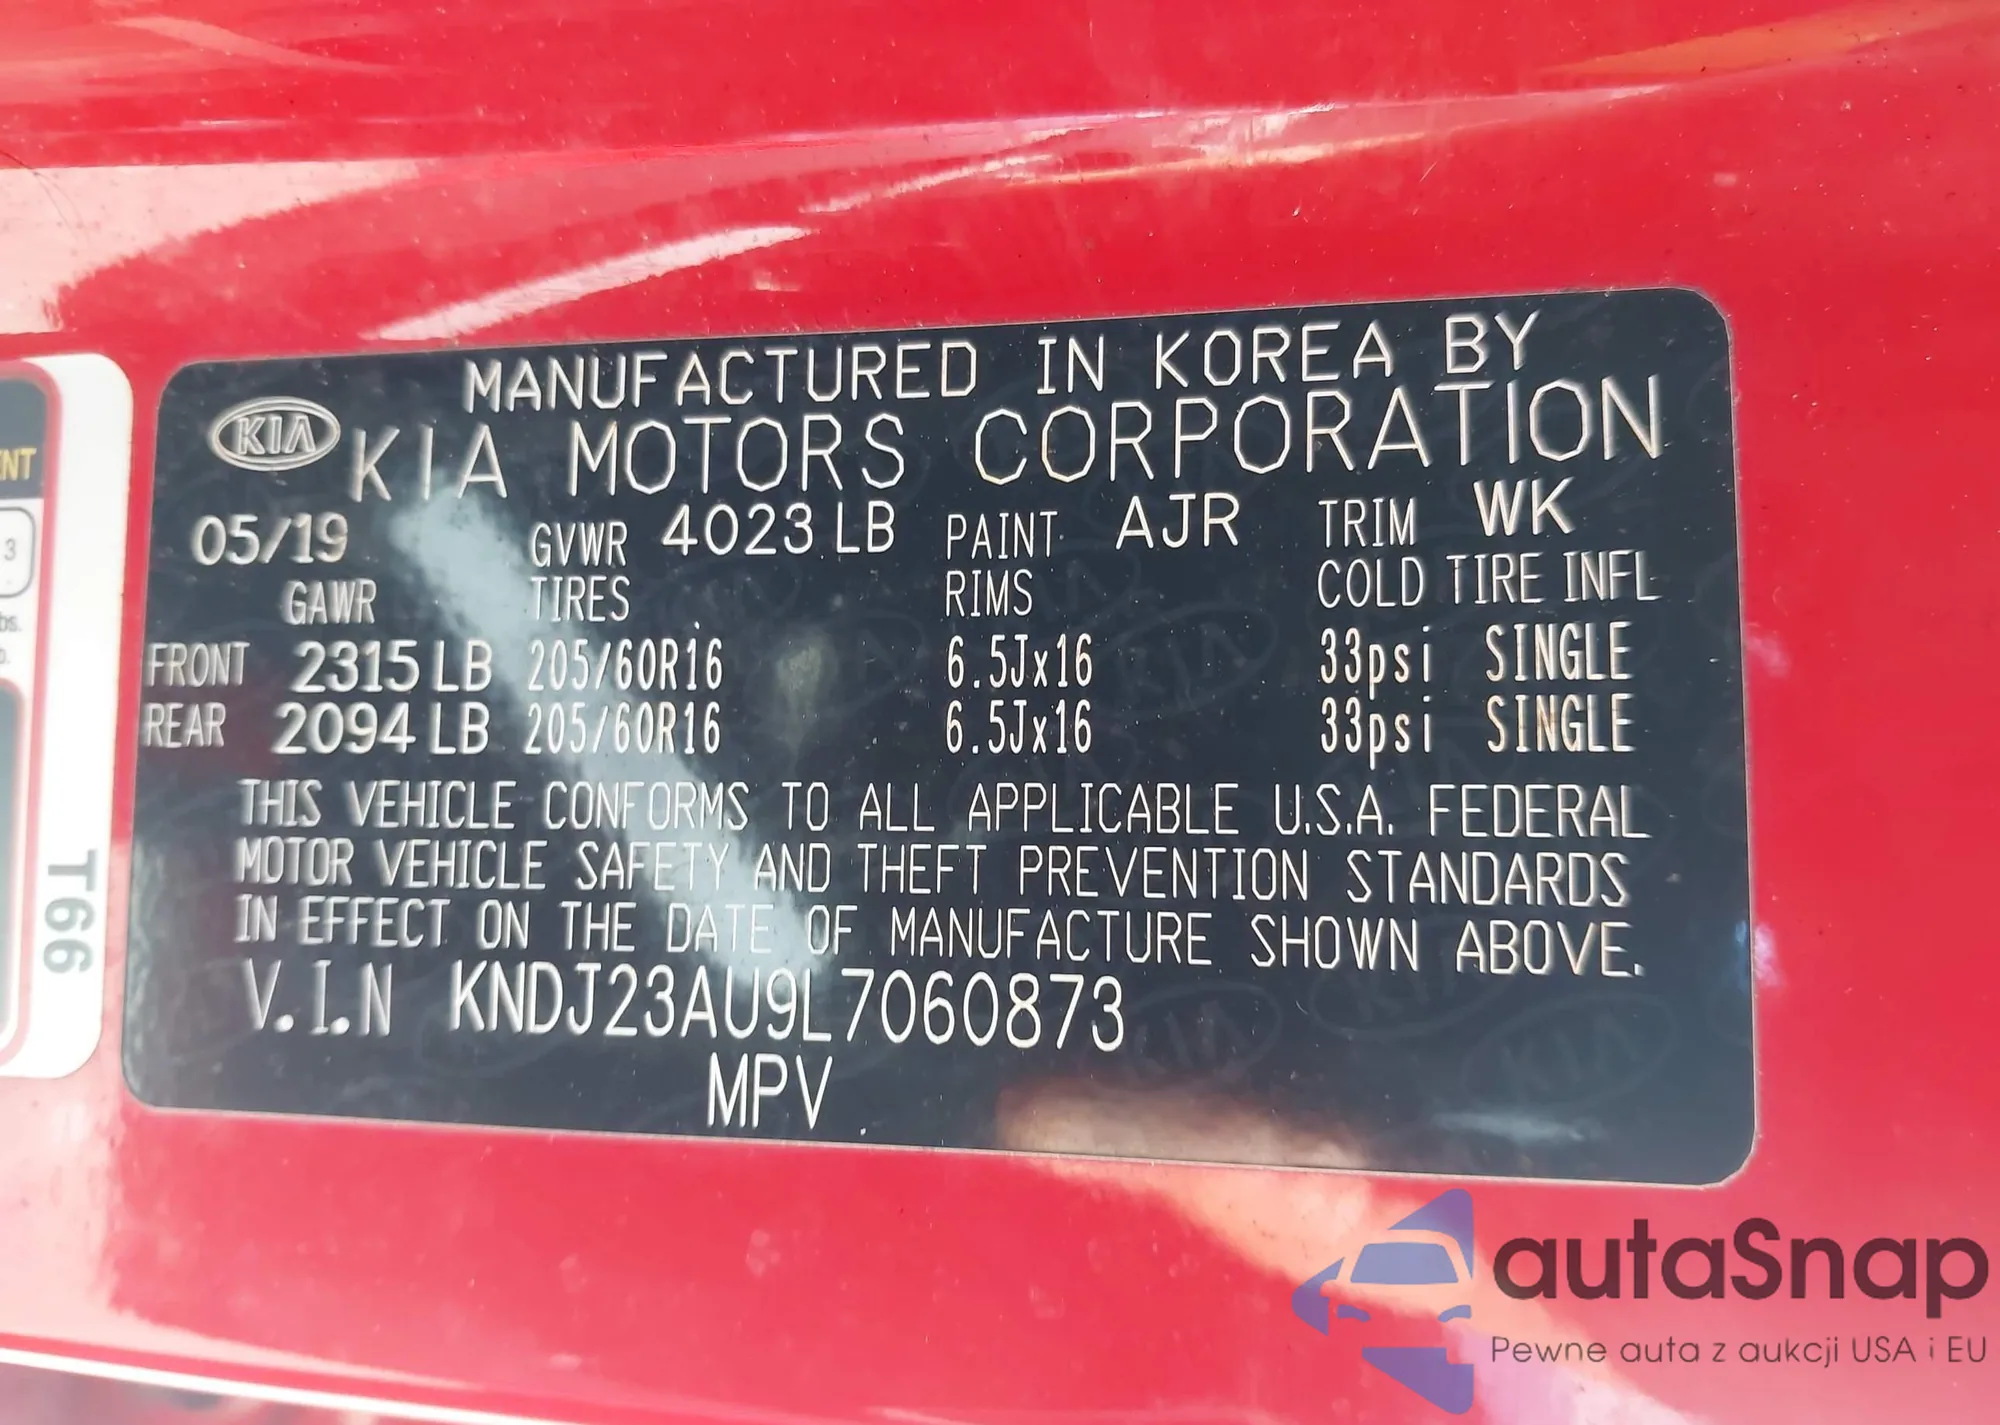 MANUFACTURED IN KOREA BY
KIA KIA MOTORS CORPORATION
05/19 GVWR 4023 LB PAINT AJR TRIM WK
GAWR TIRES RIMS COLD TIRE INFL
FRONT 2315 LB 205/60R16 6.5Jx16 33psi SINGLE
REAR 2094 LB 205/60R16 6.5Jx16 33psi SINGLE
THIS VEHICLE CONFORMS TO ALL APPLICABLE U.S.A. FEDERAL
MOTOR VEHICLE SAFETY AND THEFT PREVENTION STANDARDS
IN EFFECT ON THE DATE OF MANUFACTURE SHOWN ABOVE.
V.I.N KNDJ23AU9L7060873
MPV
3
T66
autaSnap
Pewne auta z aukcji USA i EU